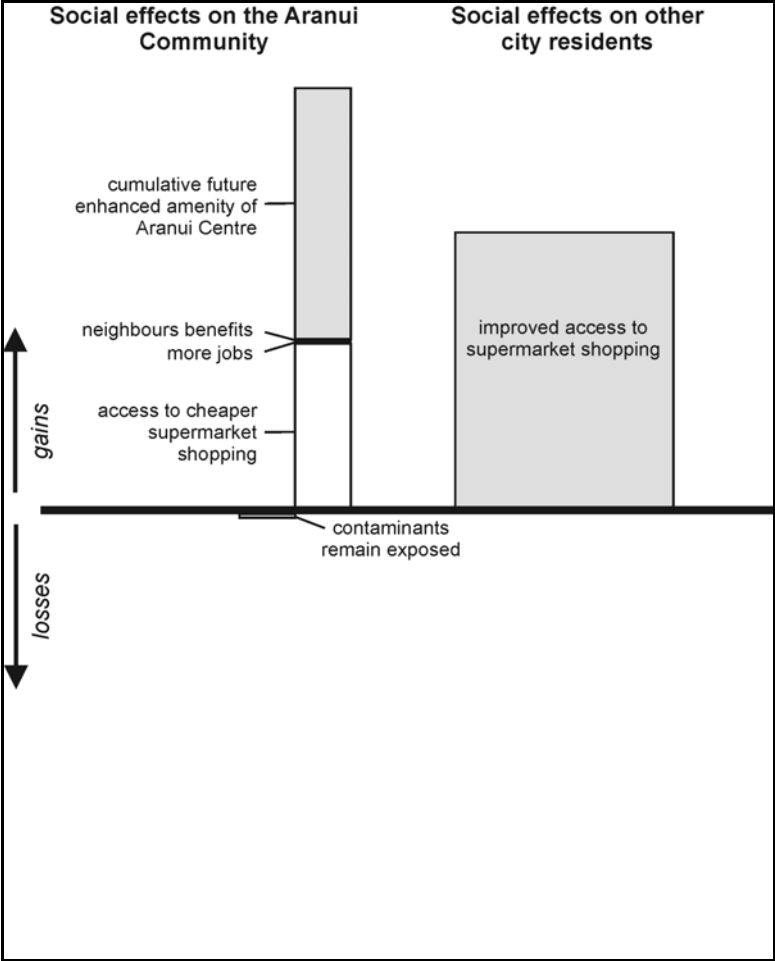 Social effects on the Aranui
Community
Social effects on other
city residents
cumulative future
enhanced amenity of
Aranui Centre
neighbours benefits
more jobs
access to cheaper
supermarket
shopping
improved access to
supermarket shopping
gains
contaminants
remain exposed
losses